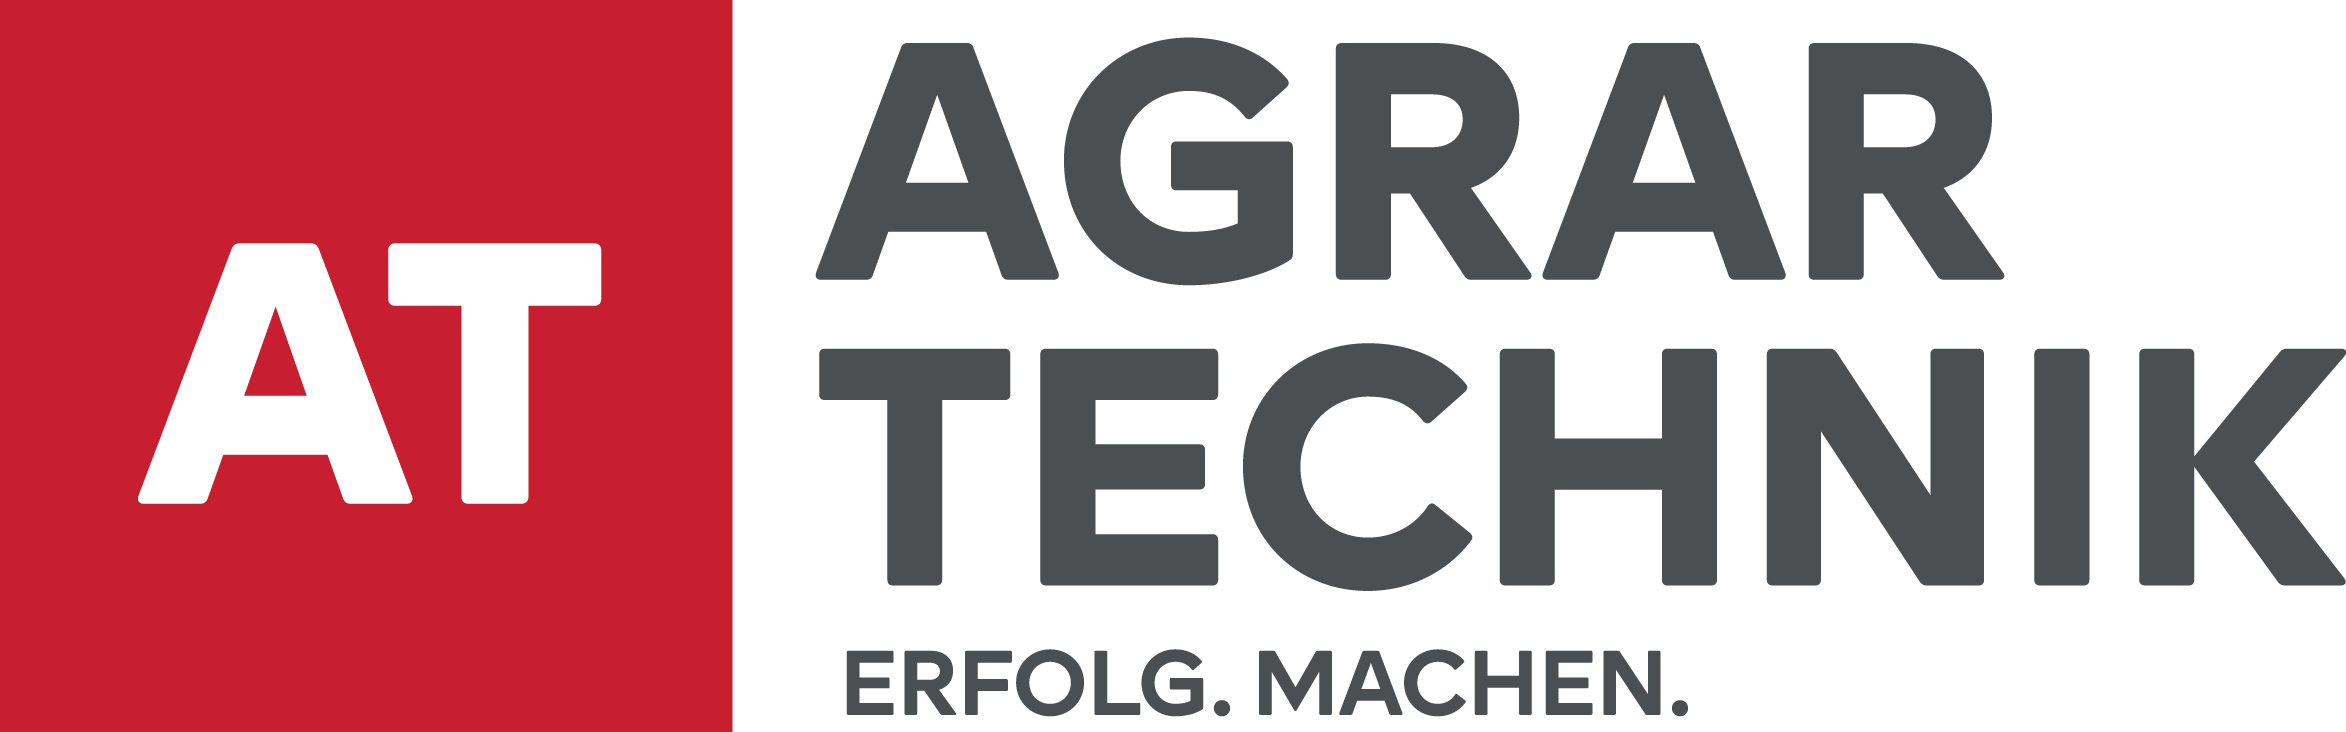 AT
AGRAR
TECHNIK
ERFOLG. MACHEN.